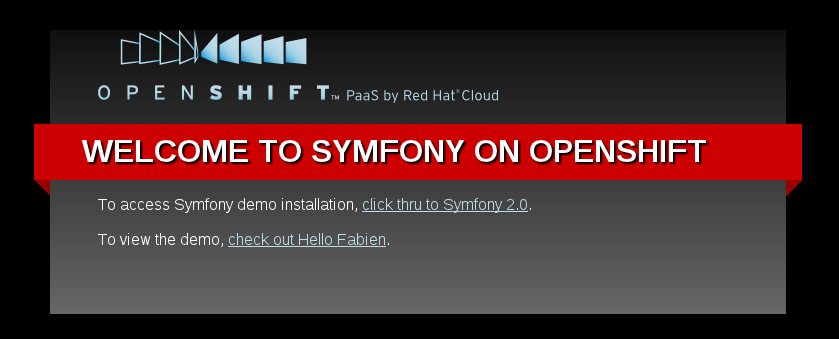 OPENSHIFT™ PaaS by Red Hat® Cloud
WELCOME TO SYMFONY ON OPENSHIFT
To access Symfony demo installation, click thru to Symfony 2.0.
To view the demo, check out Hello Fabien.